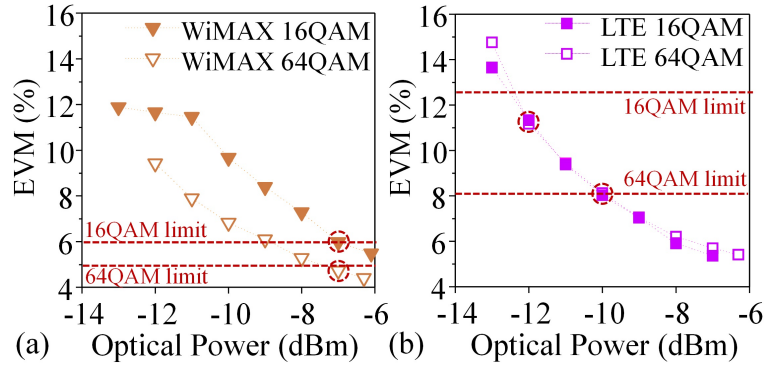 16
14
12
10
8
6
4
EVM (%)
WiMAX 16QAM
WiMAX 64QAM
16QAM limit
64QAM limit
-14 -12 -10 -8 -6
(a) Optical Power (dBm)
16
14
12
10
8
6
4
EVM (%)
LTE 16QAM
LTE 64QAM
16QAM limit
64QAM limit
-14 -12 -10 -8 -6
(b) Optical Power (dBm)